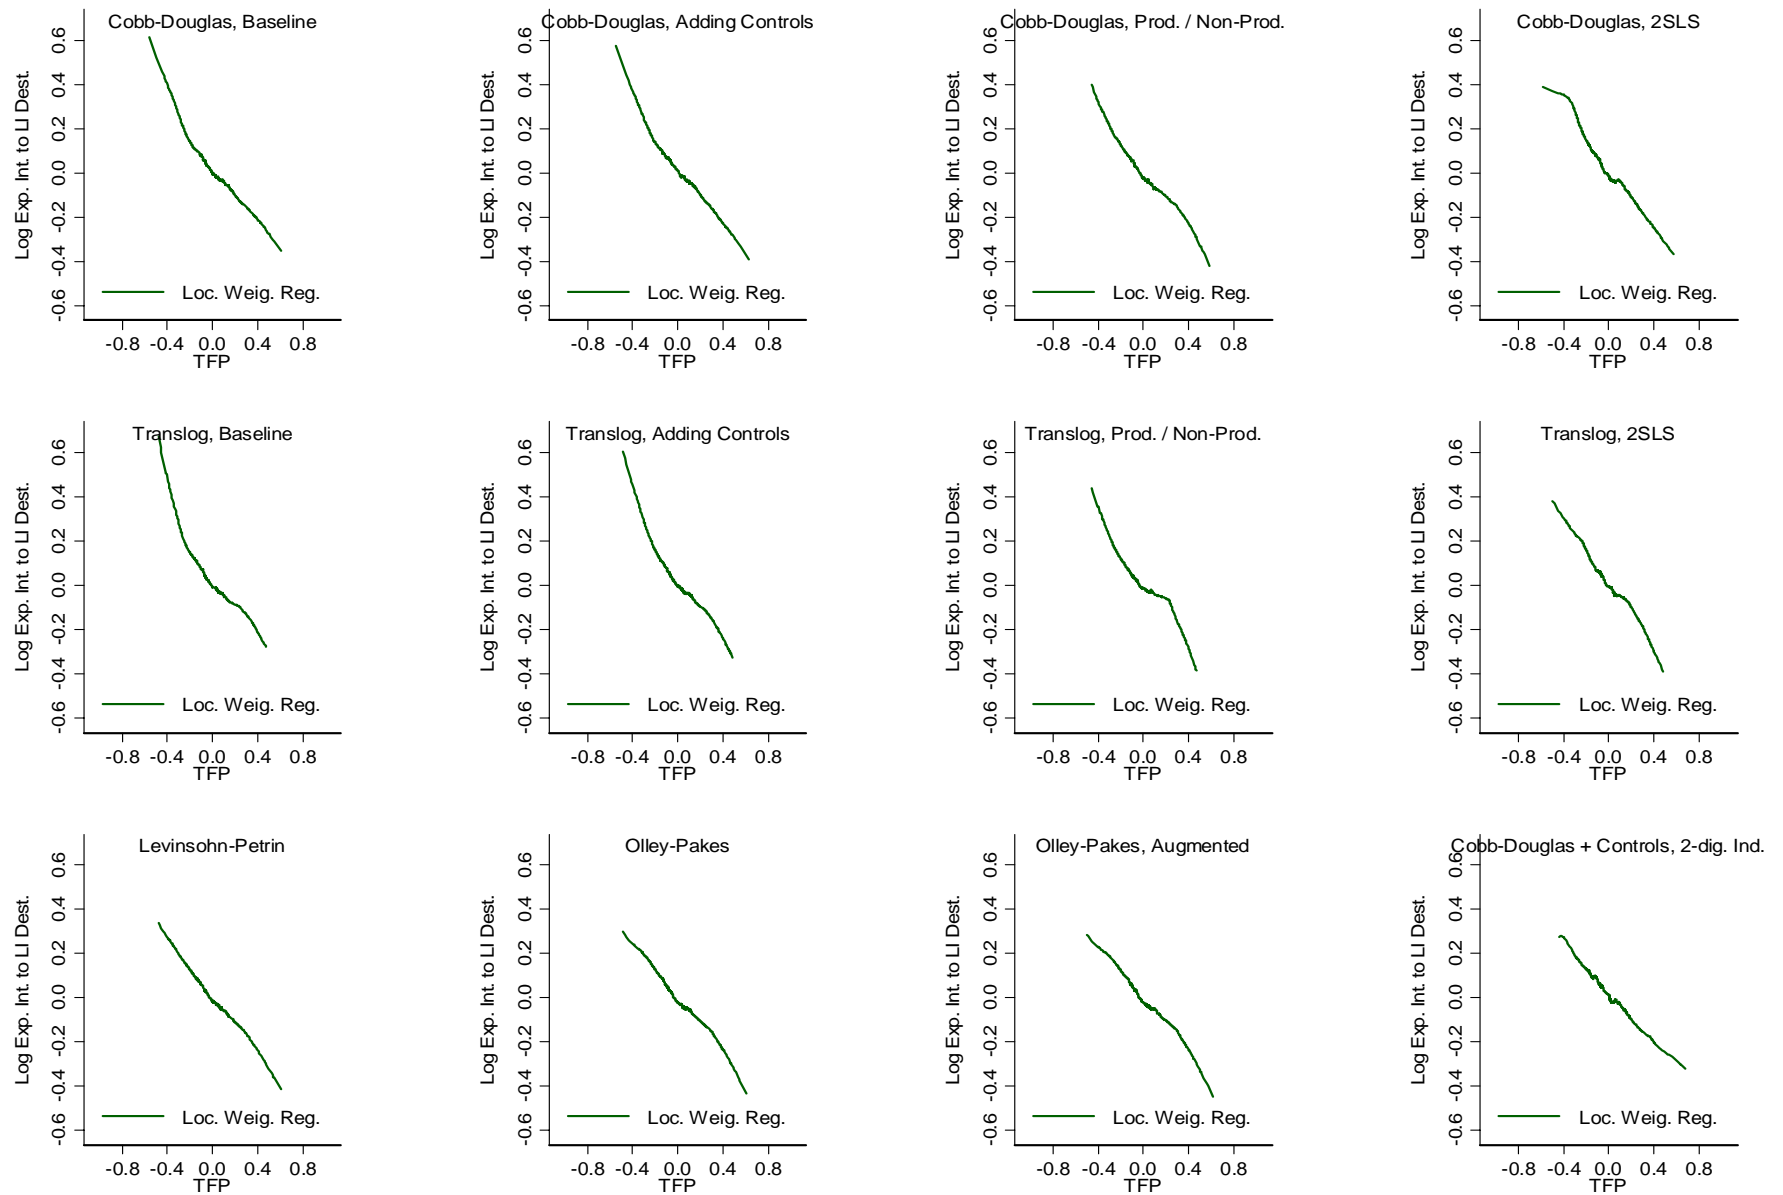 Cobb-Douglas, Baseline
Log Exp. Int. to LI Dest.
0.6
0.4
0.2
0.0
-0.2
-0.4
-0.6
Loc. Weig. Reg.
-0.8 -0.4 0.0 0.4 0.8
TFP
Cobb-Douglas, Adding Controls
Log Exp. Int. to LI Dest.
0.6
0.4
0.2
0.0
-0.2
-0.4
-0.6
Loc. Weig. Reg.
-0.8 -0.4 0.0 0.4 0.8
TFP
Cobb-Douglas, Prod. / Non-Prod.
Log Exp. Int. to LI Dest.
0.6
0.4
0.2
0.0
-0.2
-0.4
-0.6
Loc. Weig. Reg.
-0.8 -0.4 0.0 0.4 0.8
TFP
Cobb-Douglas, 2SLS
Log Exp. Int. to LI Dest.
0.6
0.4
0.2
0.0
-0.2
-0.4
-0.6
Loc. Weig. Reg.
-0.8 -0.4 0.0 0.4 0.8
TFP
Translog, Baseline
Log Exp. Int. to LI Dest.
0.6
0.4
0.2
0.0
-0.2
-0.4
-0.6
Loc. Weig. Reg.
-0.8 -0.4 0.0 0.4 0.8
TFP
Translog, Adding Controls
Log Exp. Int. to LI Dest.
0.6
0.4
0.2
0.0
-0.2
-0.4
-0.6
Loc. Weig. Reg.
-0.8 -0.4 0.0 0.4 0.8
TFP
Translog, Prod. / Non-Prod.
Log Exp. Int. to LI Dest.
0.6
0.4
0.2
0.0
-0.2
-0.4
-0.6
Loc. Weig. Reg.
-0.8 -0.4 0.0 0.4 0.8
TFP
Translog, 2SLS
Log Exp. Int. to LI Dest.
0.6
0.4
0.2
0.0
-0.2
-0.4
-0.6
Loc. Weig. Reg.
-0.8 -0.4 0.0 0.4 0.8
TFP
Levinsohn-Petrin
Log Exp. Int. to LI Dest.
0.6
0.4
0.2
0.0
-0.2
-0.4
-0.6
Loc. Weig. Reg.
-0.8 -0.4 0.0 0.4 0.8
TFP
Olley-Pakes
Log Exp. Int. to LI Dest.
0.6
0.4
0.2
0.0
-0.2
-0.4
-0.6
Loc. Weig. Reg.
-0.8 -0.4 0.0 0.4 0.8
TFP
Olley-Pakes, Augmented
Log Exp. Int. to LI Dest.
0.6
0.4
0.2
0.0
-0.2
-0.4
-0.6
Loc. Weig. Reg.
-0.8 -0.4 0.0 0.4 0.8
TFP
Cobb-Douglas + Controls, 2-dig. Ind.
Log Exp. Int. to LI Dest.
0.6
0.4
0.2
0.0
-0.2
-0.4
-0.6
Loc. Weig. Reg.
-0.8 -0.4 0.0 0.4 0.8
TFP